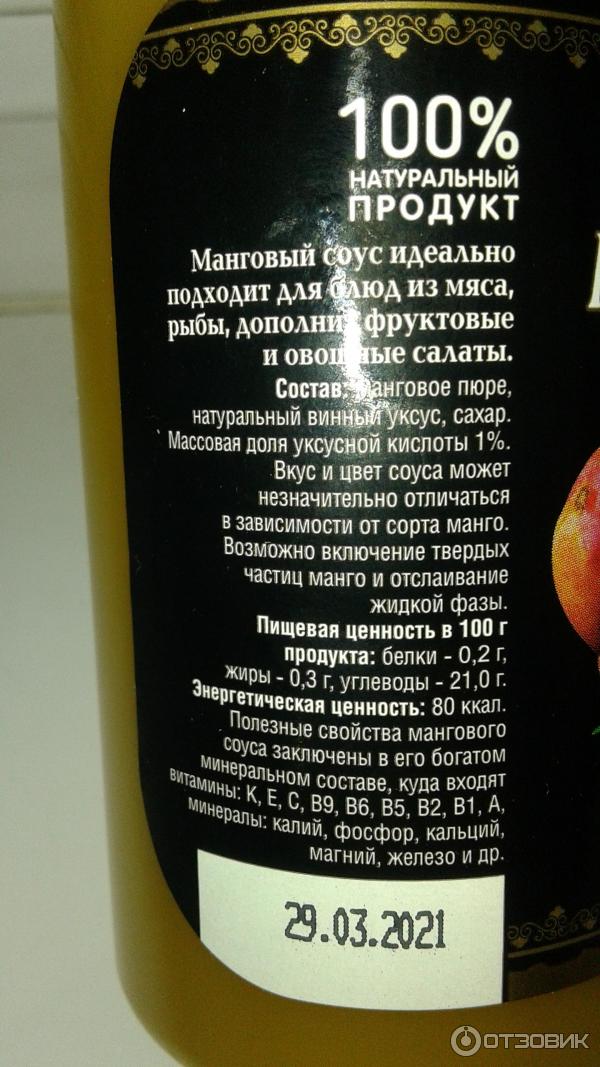 100%
НАТУРАЛЬНЫЙ
ПРОДУКТ
Манговый соус идеально
подходит для блюд из мяса,
рыбы, дополнит фруктовые
и овощные салаты.
Состав: манговое пюре,
натуральный винный уксус, сахар.
Массовая доля уксусной кислоты 1%.
Вкус и цвет соуса может
незначительно отличаться
в зависимости от сорта манго.
Возможно включение твердых
частиц манго и отслаивание
жидкой фазы.
Пищевая ценность в 100 г
продукта: белки - 0,2 г,
жиры - 0,3 г, углеводы - 21,0 г.
Энергетическая ценность: 80 ккал.
Полезные свойства мангового
соуса заключены в его богатом
минеральном составе, куда входят
витамины: K, E, C, B9, B6, B5, B2, B1, A,
минералы: калий, фосфор, кальций,
магний, железо и др.
29.03.2021
ОТЗОВИК